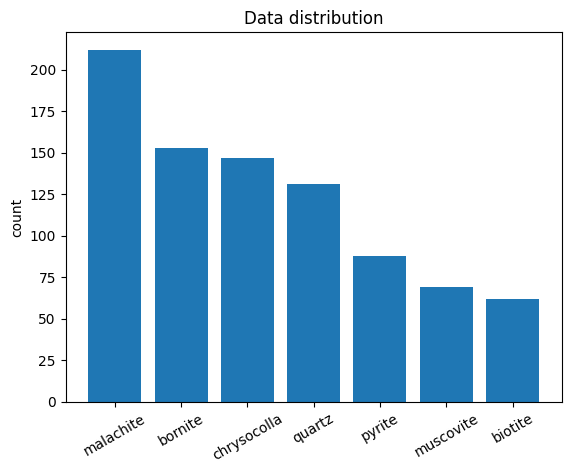 Data distribution
count
200
175
150
125
100
75
50
25
0
malachite
bornite
chrysocolla
quartz
pyrite
muscovite
biotite